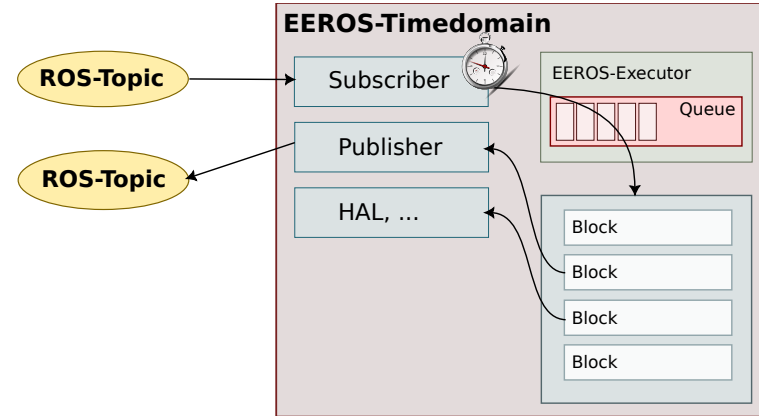 EEROS-Timedomain
ROS-Topic
Subscriber
EEROS-Executor
Queue
ROS-Topic
Publisher
HAL, ...
Block
Block
Block
Block